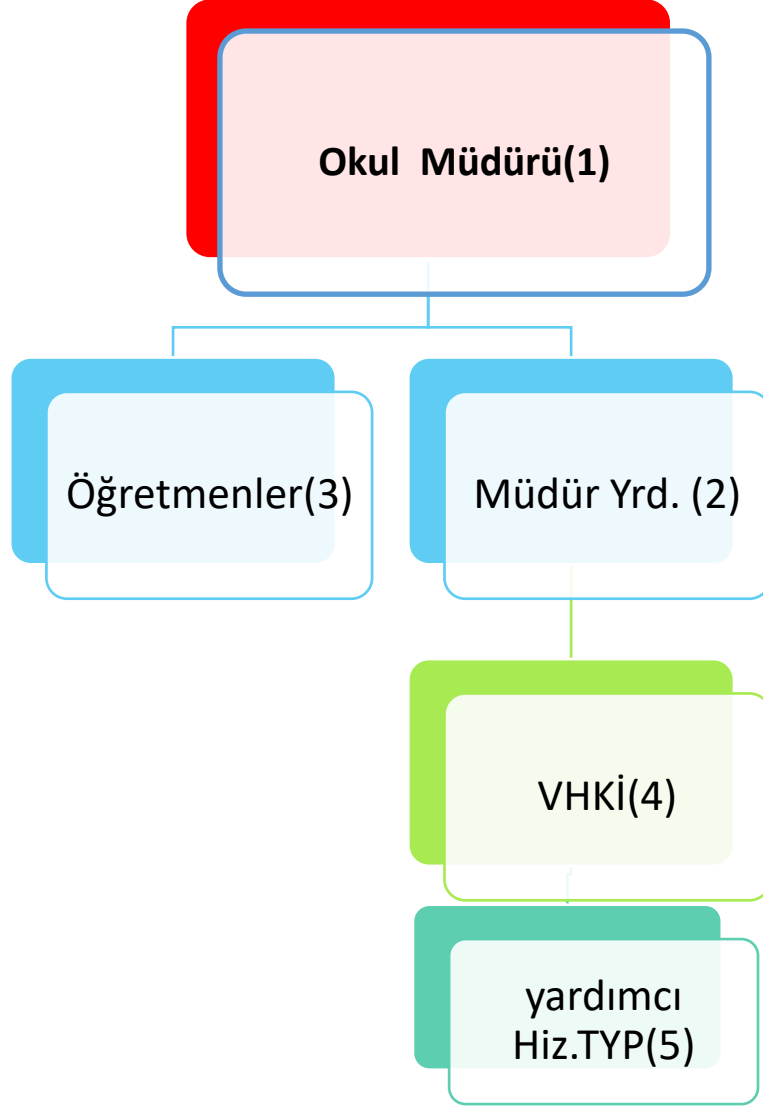 Okul Müdürü(1)
Öğretmenler(3)
Müdür Yrd. (2)
VHKİ(4)
yardımcı
Hiz.TYP(5)